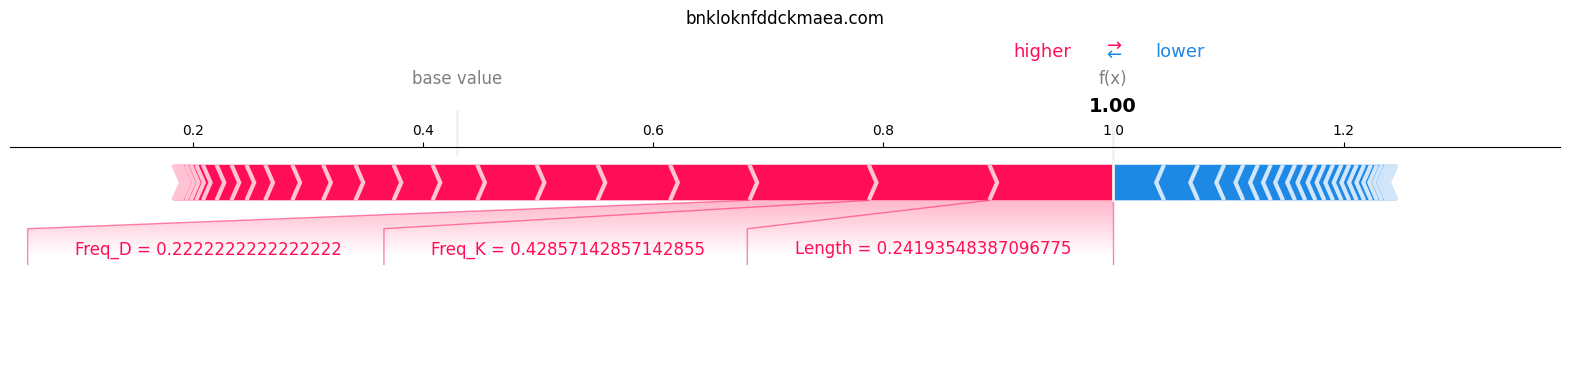 bnkloknfddckmaea.com
higher ⇄ lower
base value f(x)
1.00
0.2 0.4 0.6 0.8 1.0 1.2
Freq_D = 0.2222222222222222 Freq_K = 0.42857142857142855 Length = 0.24193548387096775